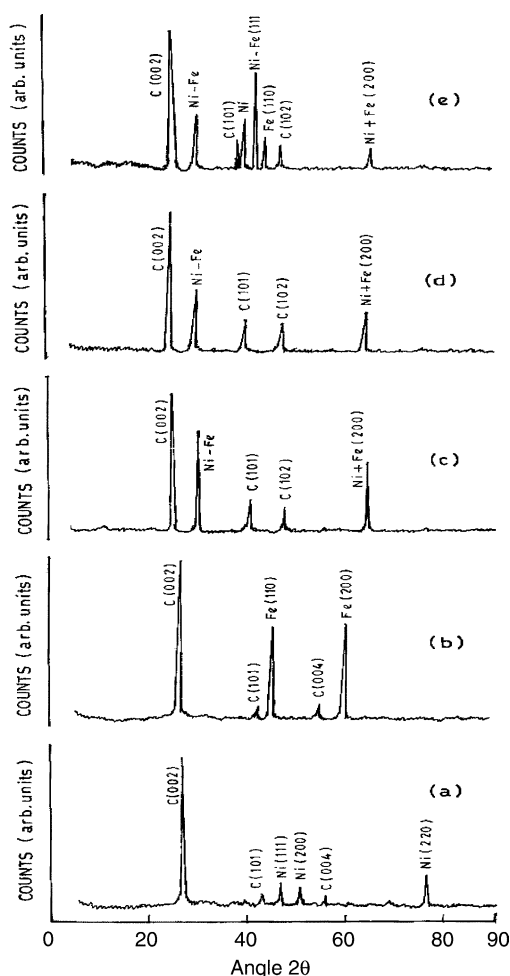 COUNTS (arb. units)
C (002)
Ni-Fe
C (101)
Ni
Ni-Fe (111)
Fe (110)
C (102)
Ni+Fe (200)
(e)
COUNTS (arb. units)
C (002)
Ni-Fe
C (101)
C (102)
Ni+Fe (200)
(d)
COUNTS (arb. units)
C (002)
Ni-Fe
C (101)
C (102)
Ni+Fe (200)
(c)
COUNTS (arb. units)
C (002)
C (101)
Fe (110)
C (004)
Fe (200)
(b)
COUNTS (arb. units)
C (002)
C (101)
Ni (111)
Ni (200)
C (004)
Ni (220)
(a)
0 20 40 60 80 90
Angle 2θ